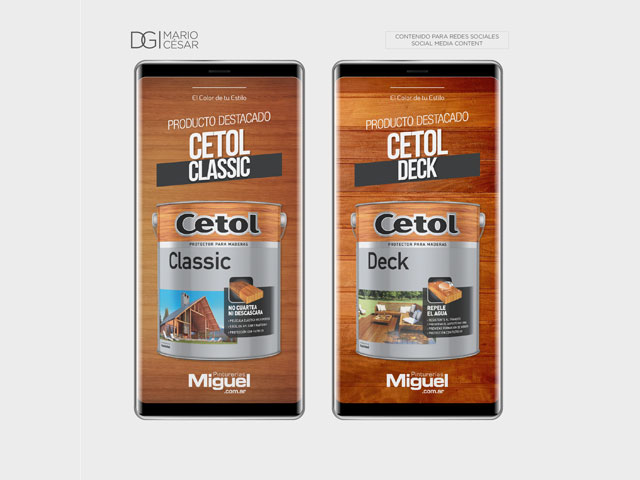 DG| MARIO
CÉSAR
CONTENIDO PARA REDES SOCIALES
SOCIAL MEDIA CONTENT
El Color de tu Estilo
PRODUCTO DESTACADO
CETOL
CLASSIC
Cetol
PROTECTOR PARA MADERAS
Classic
NO CUARTEA
NI DESCASCARA
Pinturerías
Miguel
.com.ar
El Color de tu Estilo
PRODUCTO DESTACADO
CETOL
DECK
Cetol
PROTECTOR PARA MADERAS
Deck
REPELE
EL AGUA
Pinturerías
Miguel
.com.ar